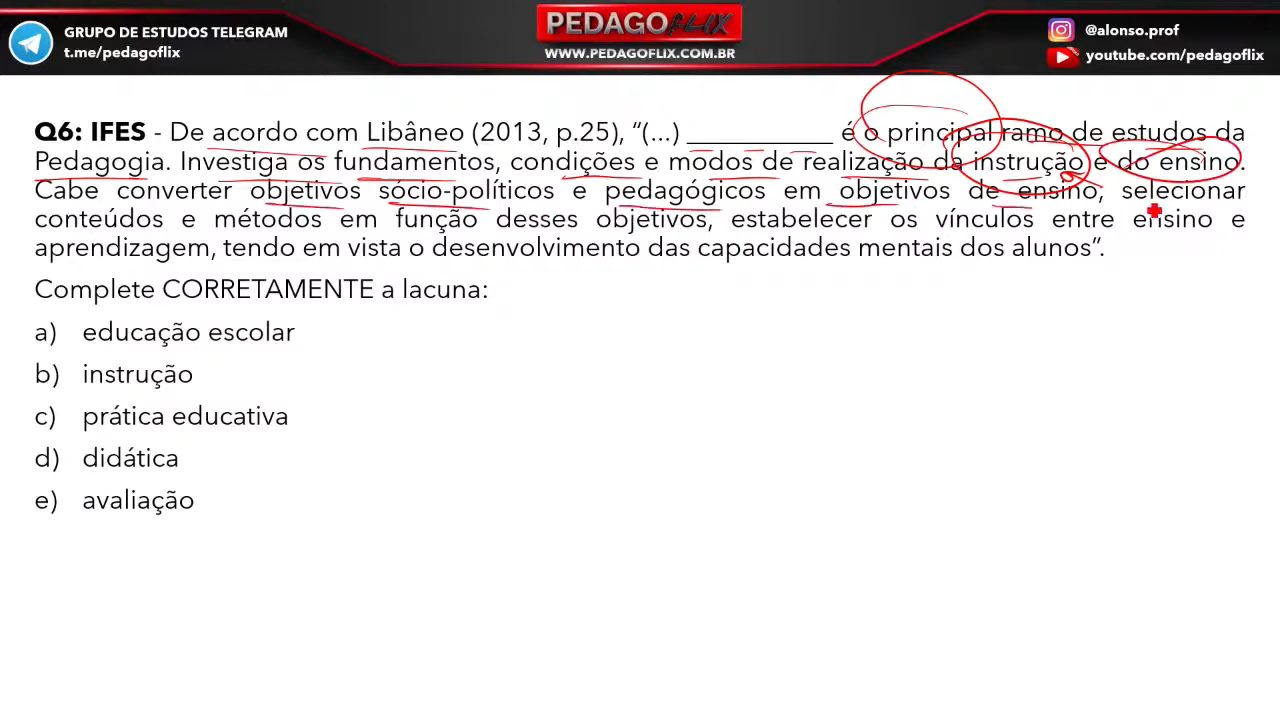 GRUPO DE ESTUDOS TELEGRAM
t.me/pedagoflix
PEDAGOFLIX
WWW.PEDAGOFLIX.COM.BR
@alonso.prof
youtube.com/pedagoflix
Q6: IFES - De acordo com Libâneo (2013, p.25), “(...) ___________ é o principal ramo de estudos da
Pedagogia. Investiga os fundamentos, condições e modos de realização da instrução e do ensino.
Cabe converter objetivos sócio-políticos e pedagógicos em objetivos de ensino, selecionar
conteúdos e métodos em função desses objetivos, estabelecer os vínculos entre ensino e
aprendizagem, tendo em vista o desenvolvimento das capacidades mentais dos alunos”.
Complete CORRETAMENTE a lacuna:
a) educação escolar
b) instrução
c) prática educativa
d) didática
e) avaliação